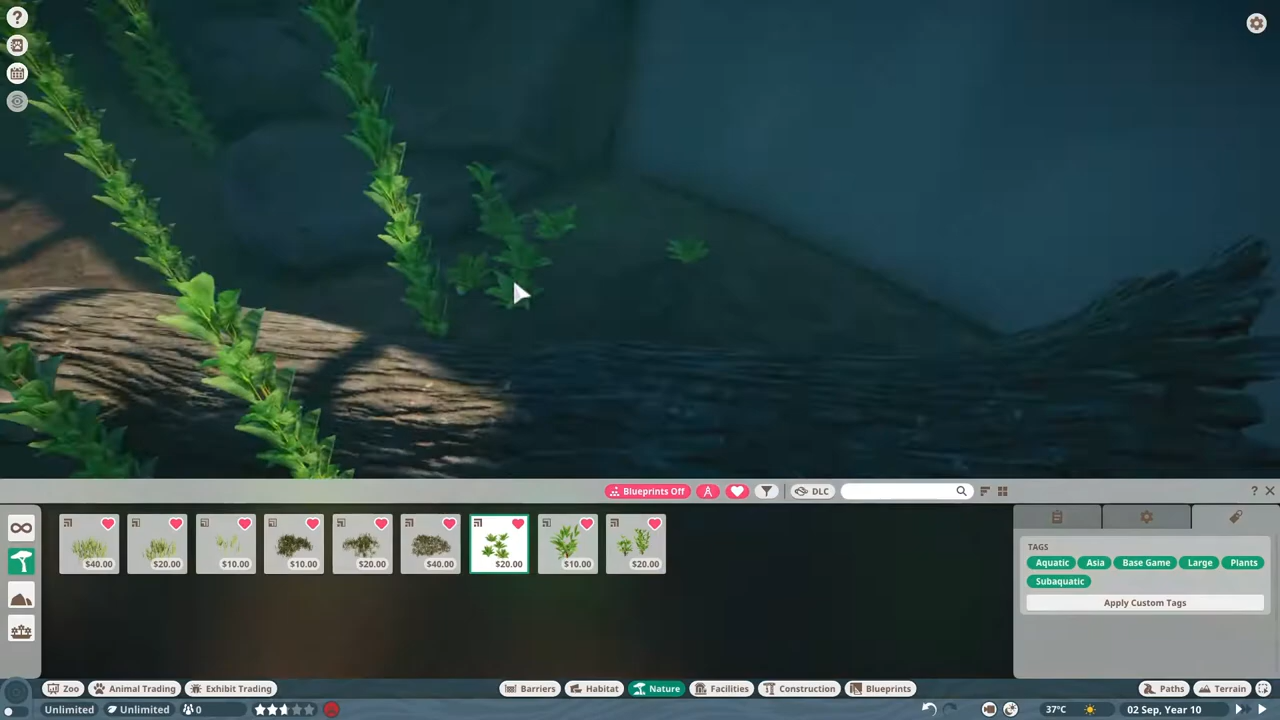 ?
Blueprints Off
DLC
?
$40.00
$20.00
$10.00
$10.00
$20.00
$40.00
$20.00
$10.00
$20.00
TAGS
Aquatic
Asia
Base Game
Large
Plants
Subaquatic
Apply Custom Tags
Zoo
Animal Trading
Exhibit Trading
Barriers
Habitat
Nature
Facilities
Construction
Blueprints
Paths
Terrain
Unlimited
Unlimited
0
37°C
02 Sep, Year 10